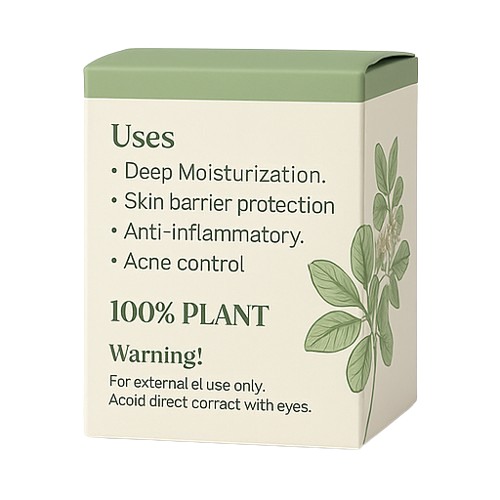 Uses
• Deep Moisturization.
• Skin barrier protection
• Anti-inflammatory.
• Acne control
100% PLANT
Warning!
For external el use only.
Acoid direct corract with eyes.